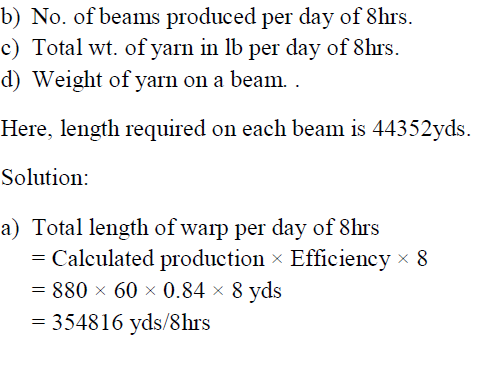 b) No. of beams produced per day of 8hrs.
c) Total wt. of yarn in lb per day of 8hrs.
d) Weight of yarn on a beam. .
Here, length required on each beam is 44352yds.
Solution:
a) Total length of warp per day of 8hrs
= Calculated production × Efficiency × 8
= 880 × 60 × 0.84 × 8 yds
= 354816 yds/8hrs